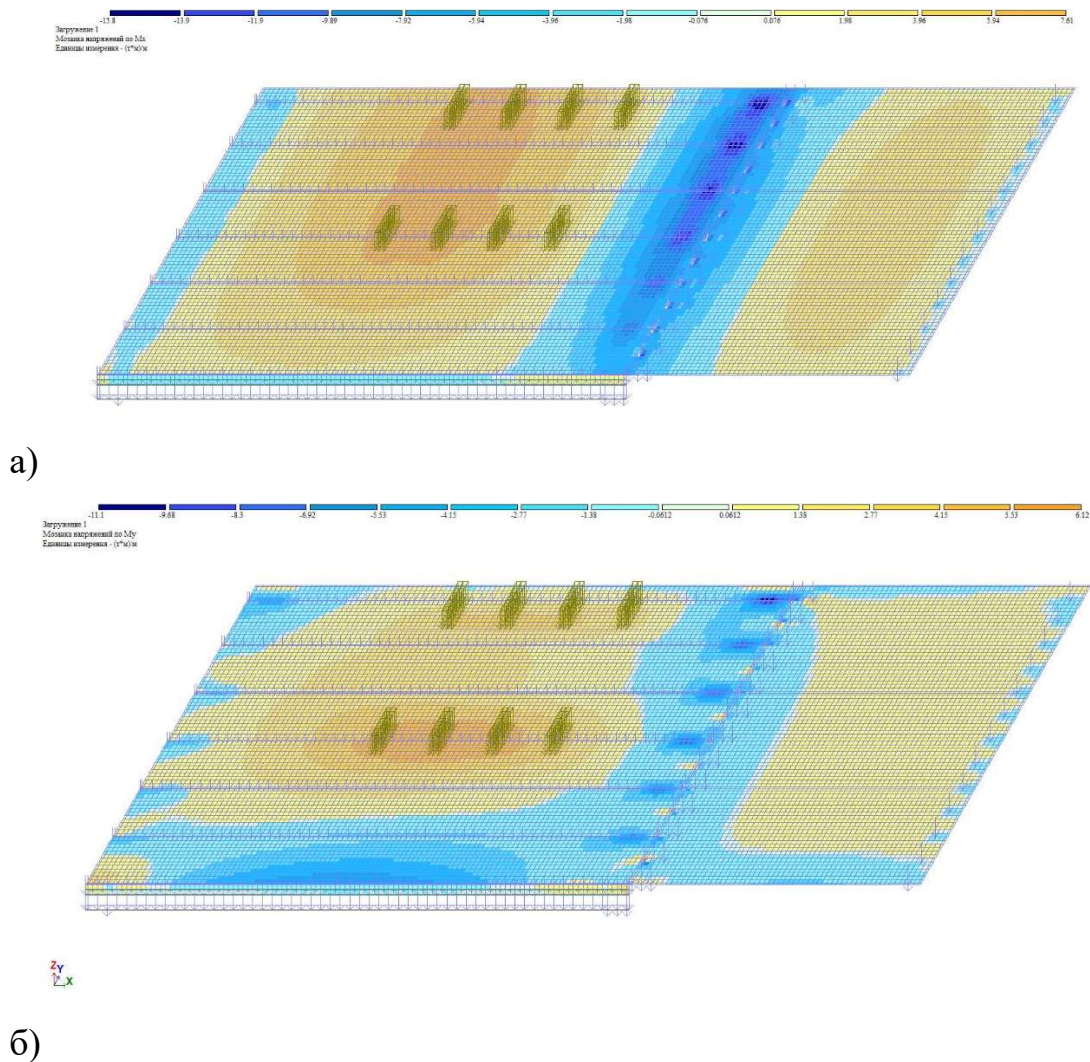 -15.8 -13.9 -11.9 -9.89 -7.92 -5.94 -3.96 -1.98 -0.076 0.076 1.98 3.96 5.94 7.61
Загружение 1
Мозаика напряжений по Mx
Единицы измерения - (т*м)/м
а)
-11.1 -9.68 -8.3 -6.92 -5.53 -4.15 -2.77 -1.38 -0.0612 0.0612 1.38 2.77 4.15 5.53 6.12
Загружение 1
Мозаика напряжений по My
Единицы измерения - (т*м)/м
Z Y
X
б)